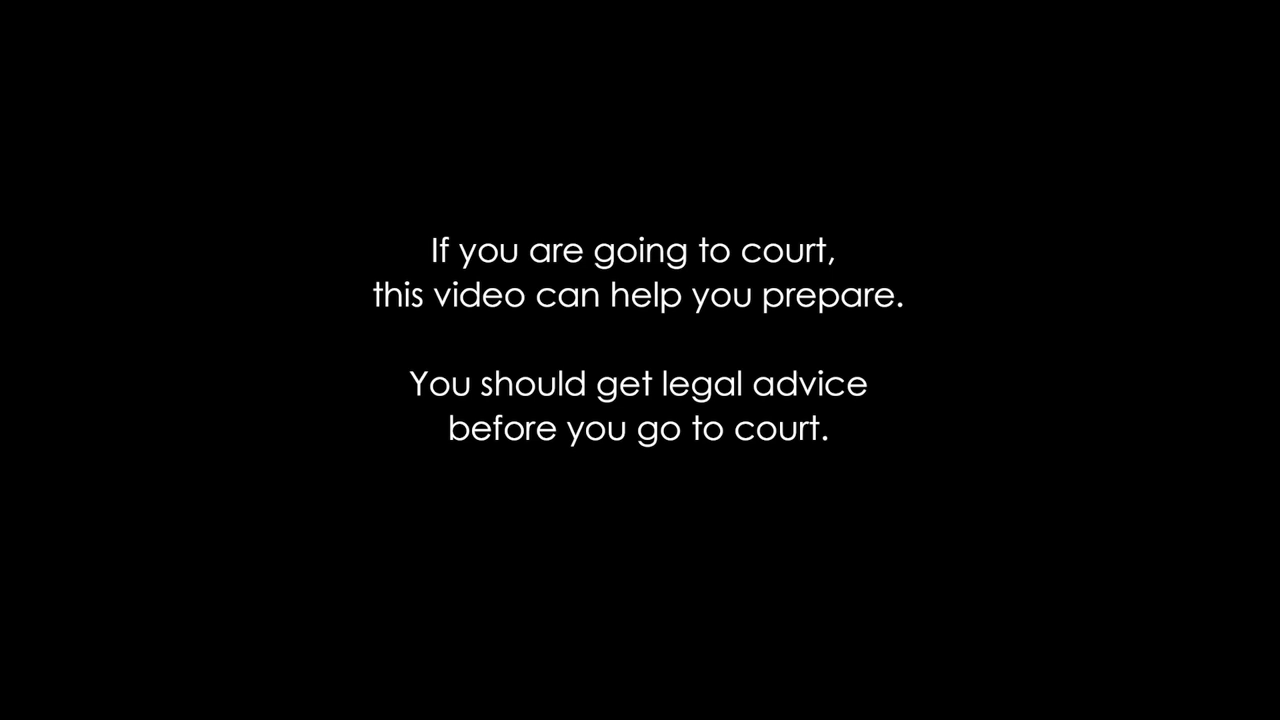 If you are going to court,
this video can help you prepare.
You should get legal advice
before you go to court.